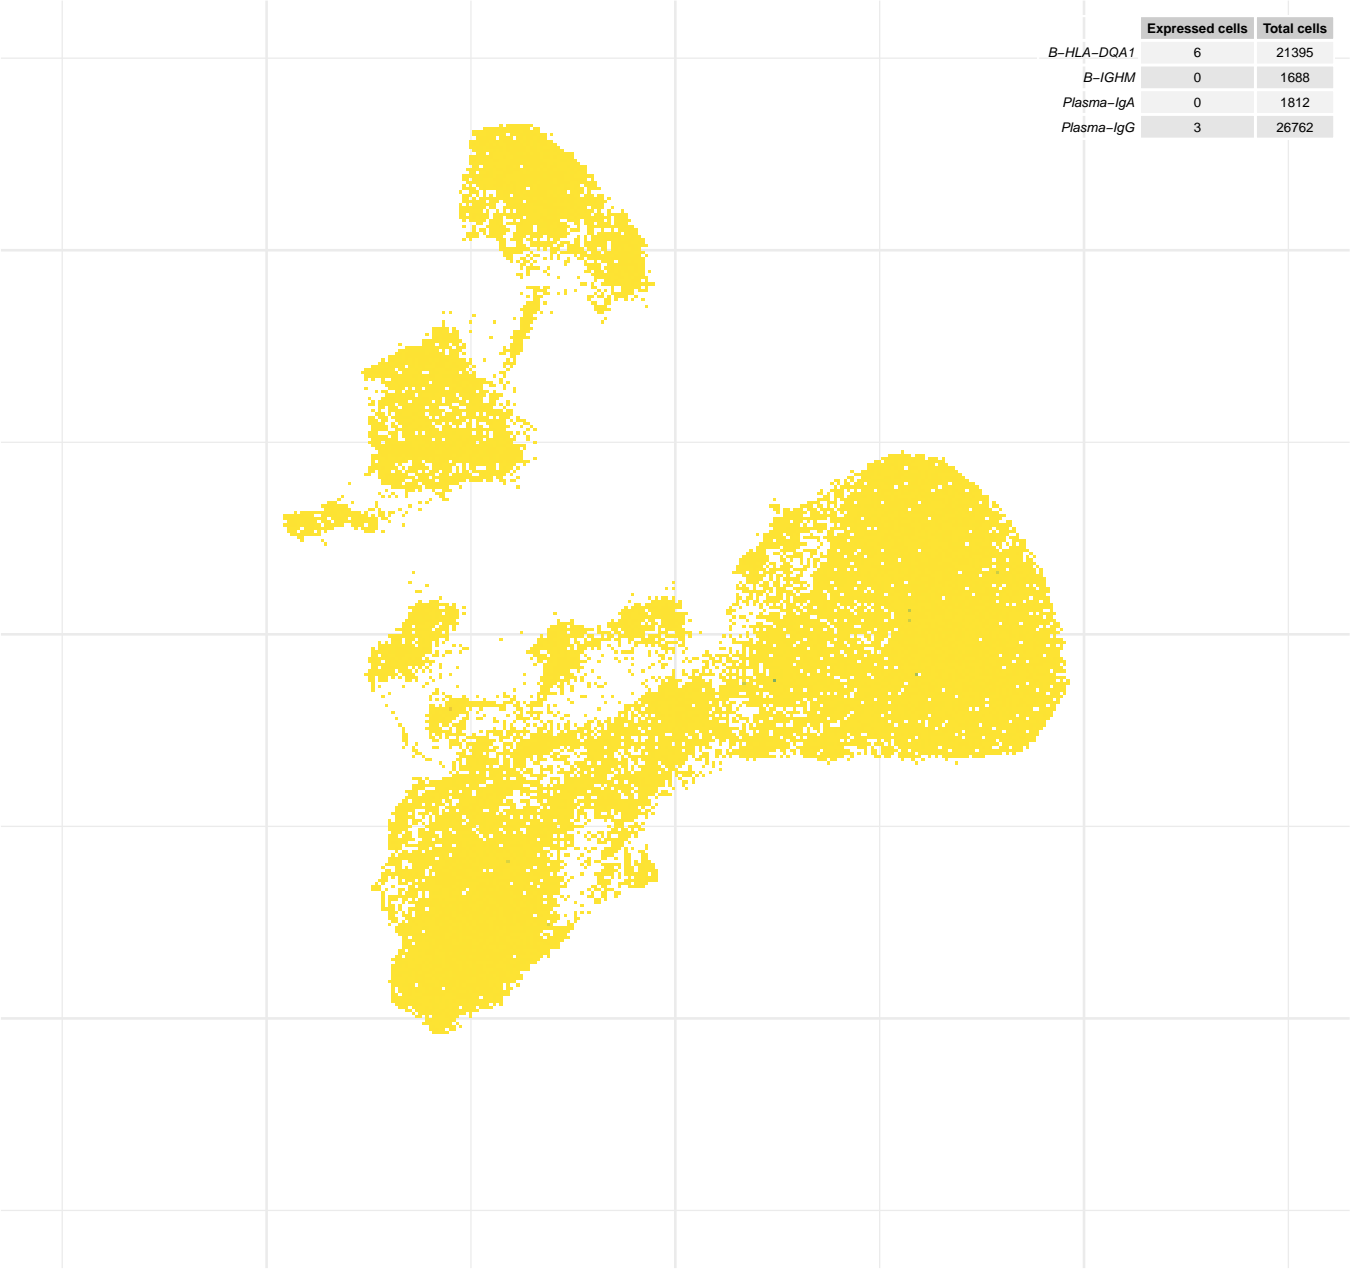 Expressed cells Total cells
B−HLA−DQA1 6 21395
B−IGHM 0 1688
Plasma−IgA 0 1812
Plasma−IgG 3 26762